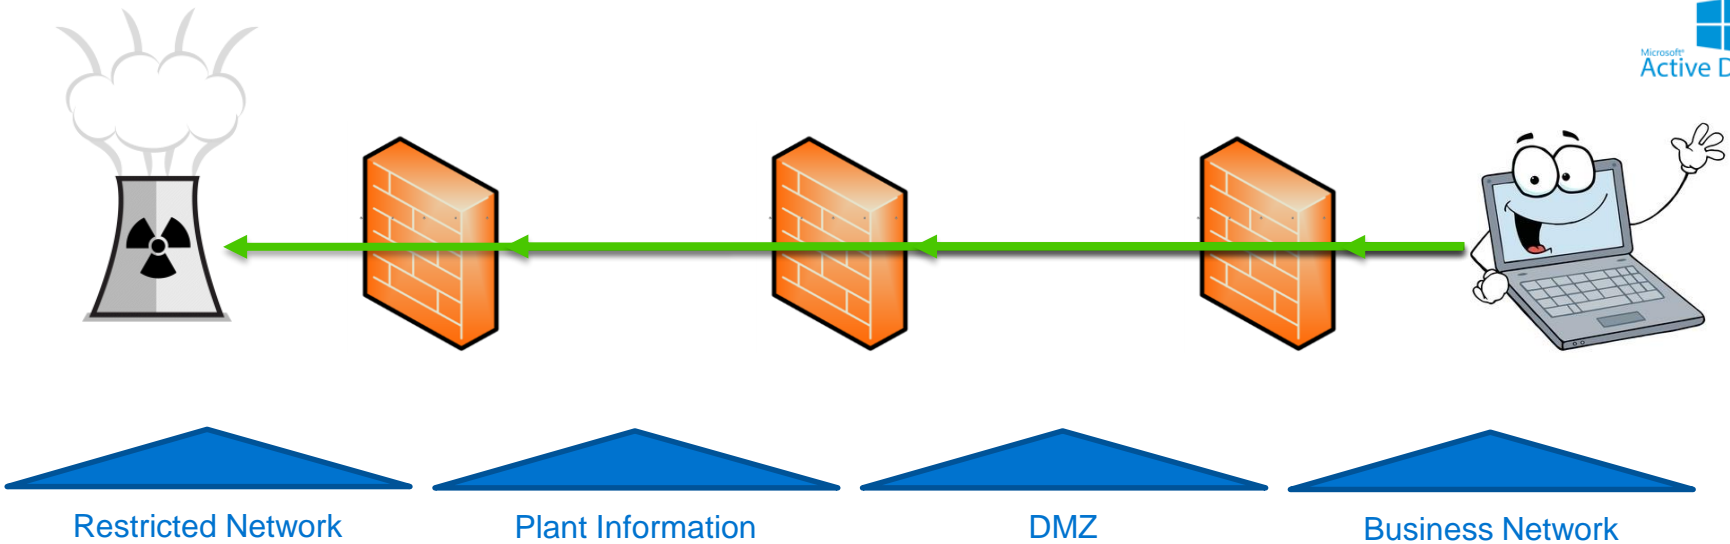 Microsoft®
Active D
Restricted Network
Plant Information
DMZ
Business Network